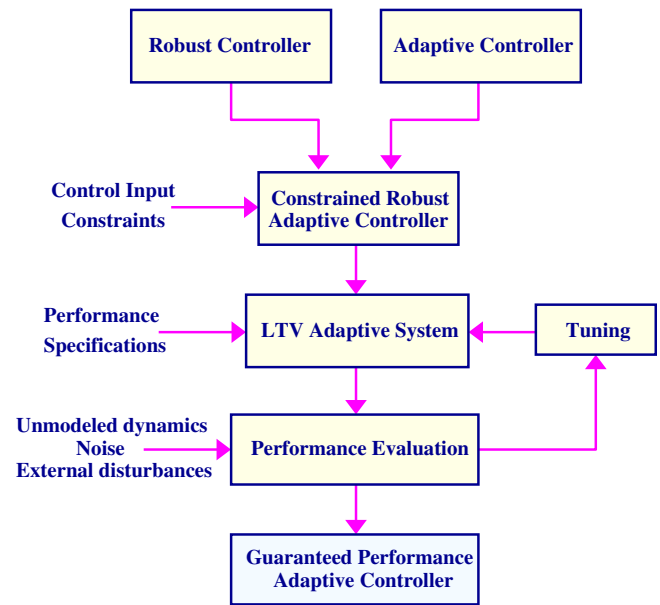 Robust Controller
Adaptive Controller
Control Input
Constraints
Constrained Robust
Adaptive Controller
Performance
Specifications
LTV Adaptive System
Tuning
Unmodeled dynamics
Noise
External disturbances
Performance Evaluation
Guaranteed Performance
Adaptive Controller